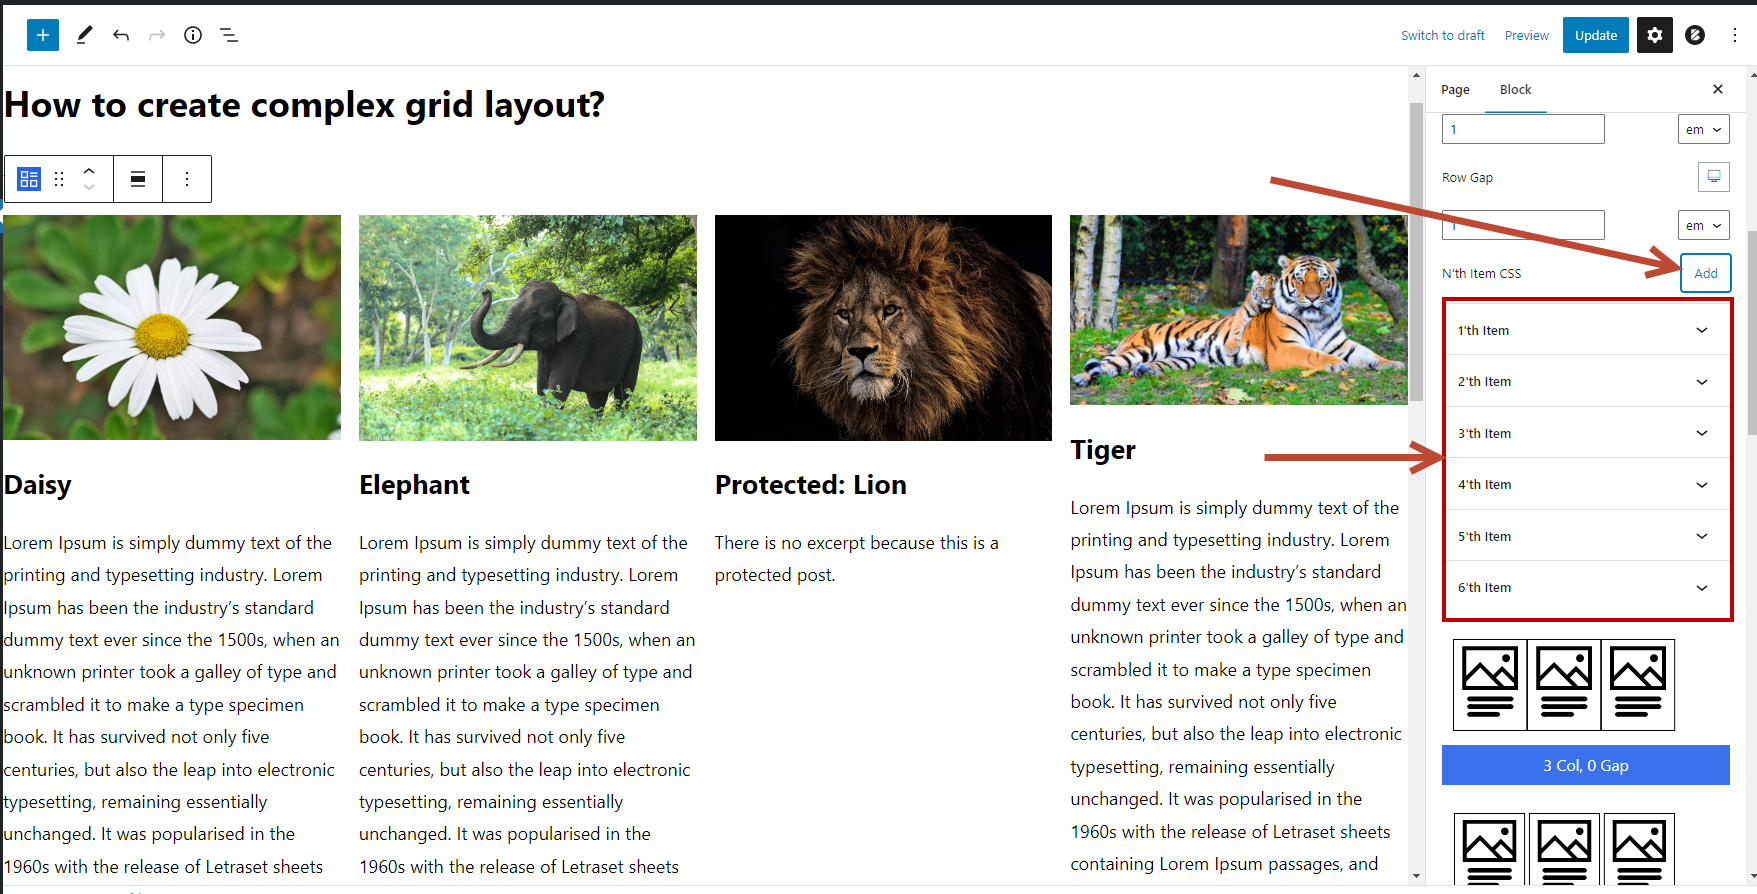 Switch to draft
Preview
Update
How to create complex grid layout?
Page
Block
1
em
Row Gap
em
N'th Item CSS
Add
1'th Item
2'th Item
3'th Item
4'th Item
5'th Item
6'th Item
3 Col, 0 Gap
Daisy
Lorem Ipsum is simply dummy text of the
printing and typesetting industry. Lorem
Ipsum has been the industry’s standard
dummy text ever since the 1500s, when an
unknown printer took a galley of type and
scrambled it to make a type specimen
book. It has survived not only five
centuries, but also the leap into electronic
typesetting, remaining essentially
unchanged. It was popularised in the
1960s with the release of Letraset sheets
Elephant
Lorem Ipsum is simply dummy text of the
printing and typesetting industry. Lorem
Ipsum has been the industry’s standard
dummy text ever since the 1500s, when an
unknown printer took a galley of type and
scrambled it to make a type specimen
book. It has survived not only five
centuries, but also the leap into electronic
typesetting, remaining essentially
unchanged. It was popularised in the
1960s with the release of Letraset sheets
Protected: Lion
There is no excerpt because this is a
protected post.
Tiger
Lorem Ipsum is simply dummy text of the
printing and typesetting industry. Lorem
Ipsum has been the industry’s standard
dummy text ever since the 1500s, when an
unknown printer took a galley of type and
scrambled it to make a type specimen
book. It has survived not only five
centuries, but also the leap into electronic
typesetting, remaining essentially
unchanged. It was popularised in the
1960s with the release of Letraset sheets
containing Lorem Ipsum passages, and